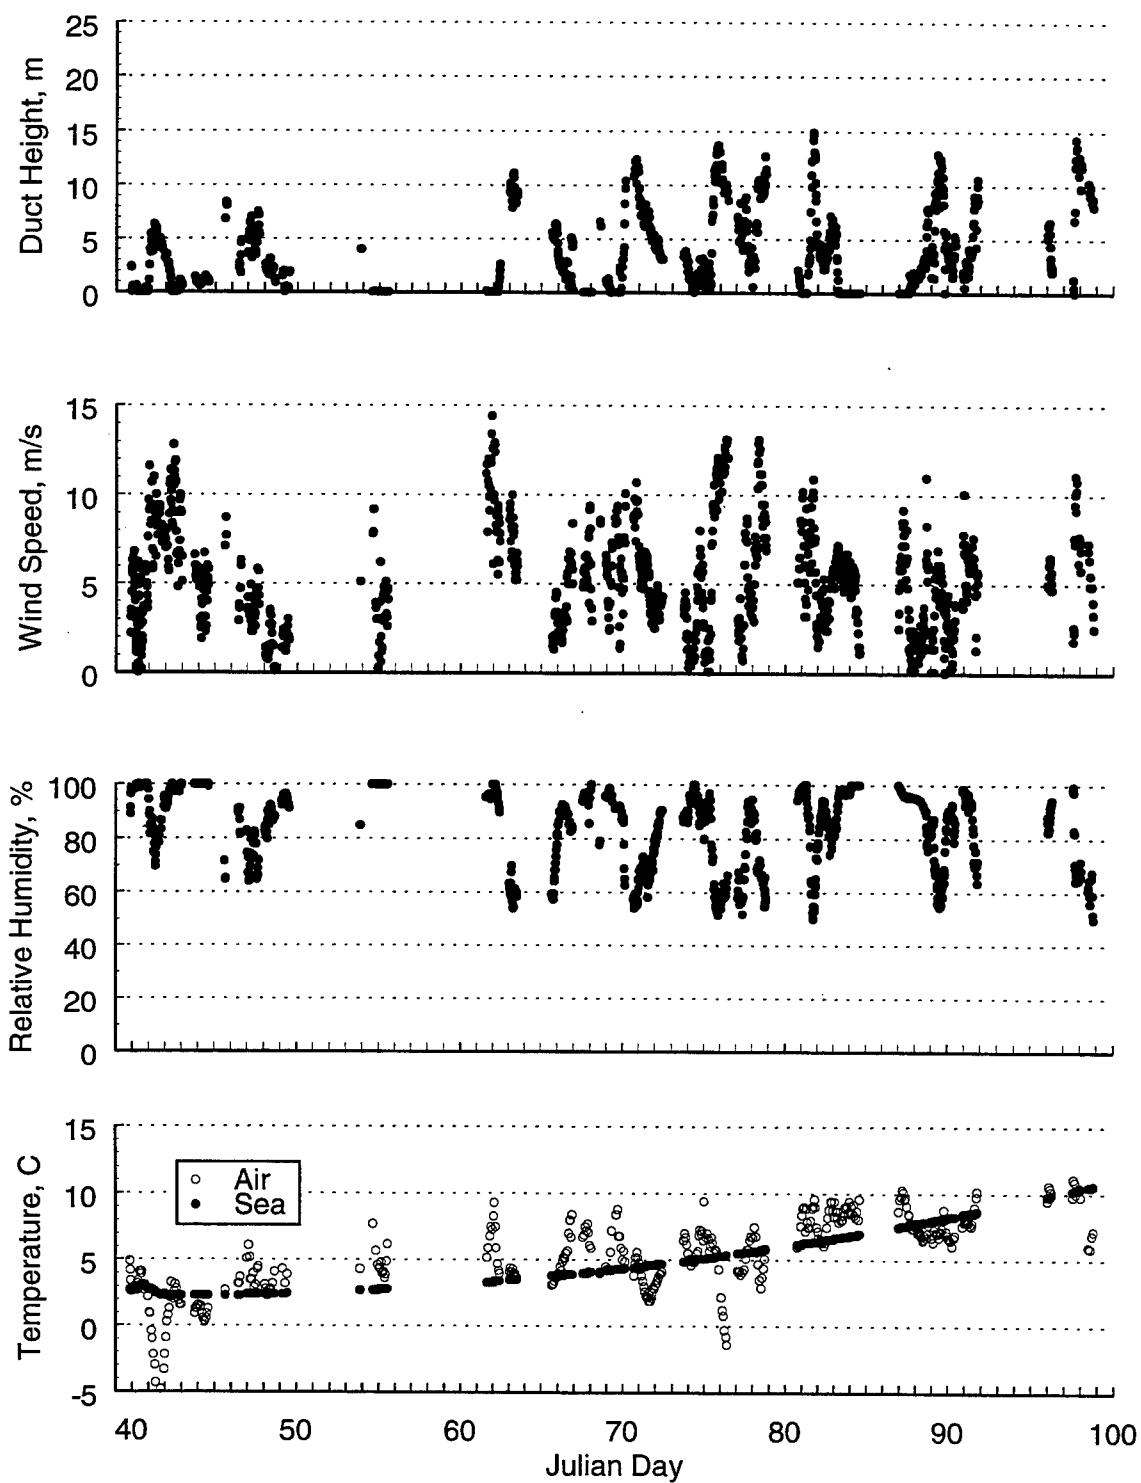 25
20
15
10
5
0
Duct Height, m
15
10
5
0
Wind Speed, m/s
100
80
60
40
20
0
Relative Humidity, %
15
10
5
0
-5
Temperature, C
Air
Sea
40 50 60 70 80 90 100
Julian Day